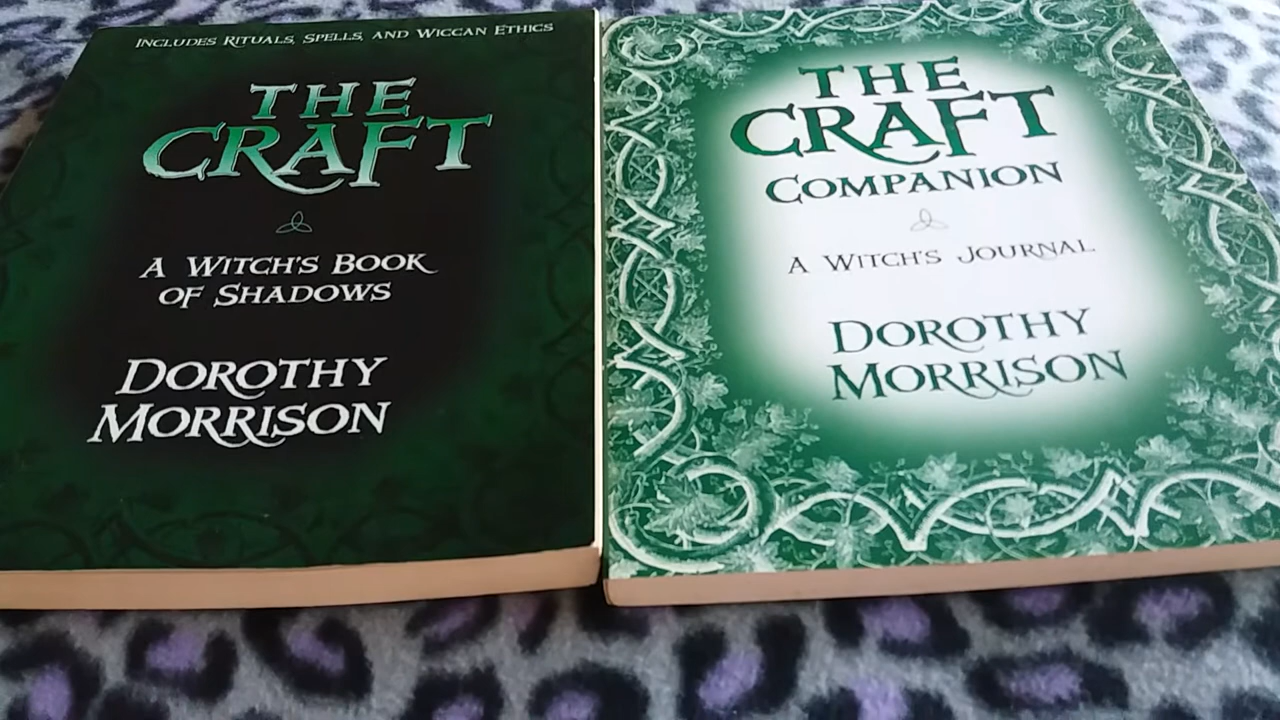 INCLUDES RITUALS, SPELLS, AND WICCAN ETHICS
THE
CRAFT
A WITCH'S BOOK
OF SHADOWS
DOROTHY
MORRISON
THE
CRAFT
COMPANION
A WITCH'S JOURNAL
DOROTHY
MORRISON